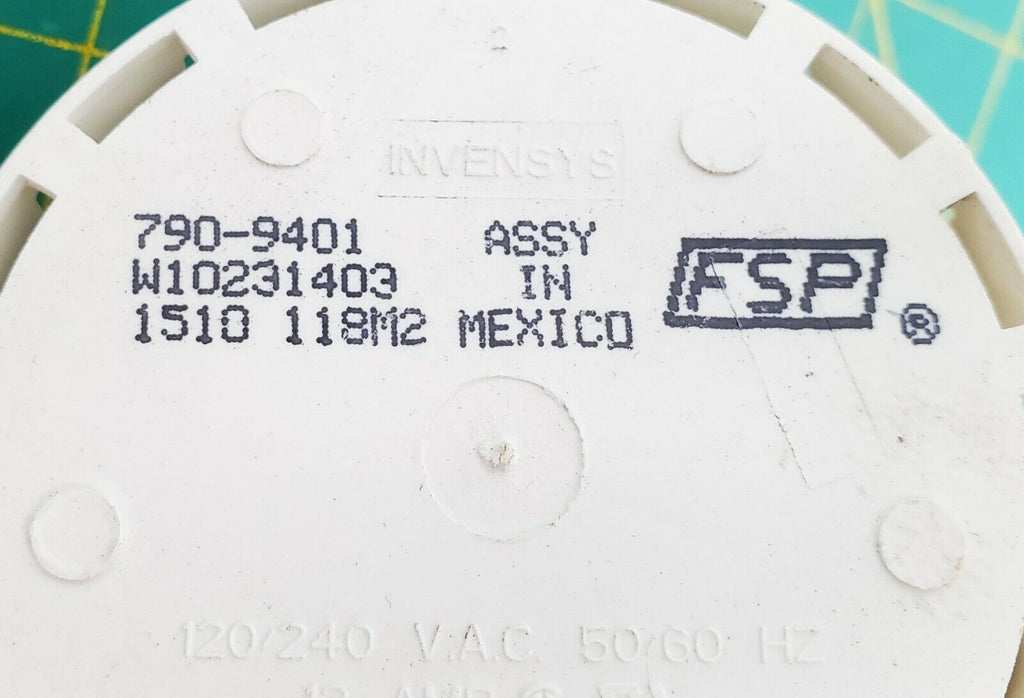 2
INVENSYS
790-9401 ASSY
W10231403 IN
1510 118M2 MEXICO
FSP ®
120/240 V.A.C. 50/60 HZ